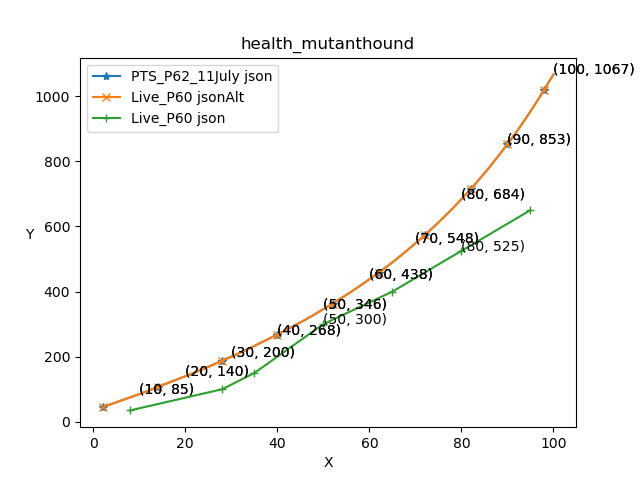 health_mutanthound
PTS_P62_11July json
Live_P60 jsonAlt
Live_P60 json
(100, 1067)
(90, 853)
(80, 684)
(70, 548)
(80, 525)
(60, 438)
(50, 346)
(50, 300)
(40, 268)
(30, 200)
(20, 140)
(10, 85)
1000
800
600
400
200
0
Y
0 20 40 60 80 100
X